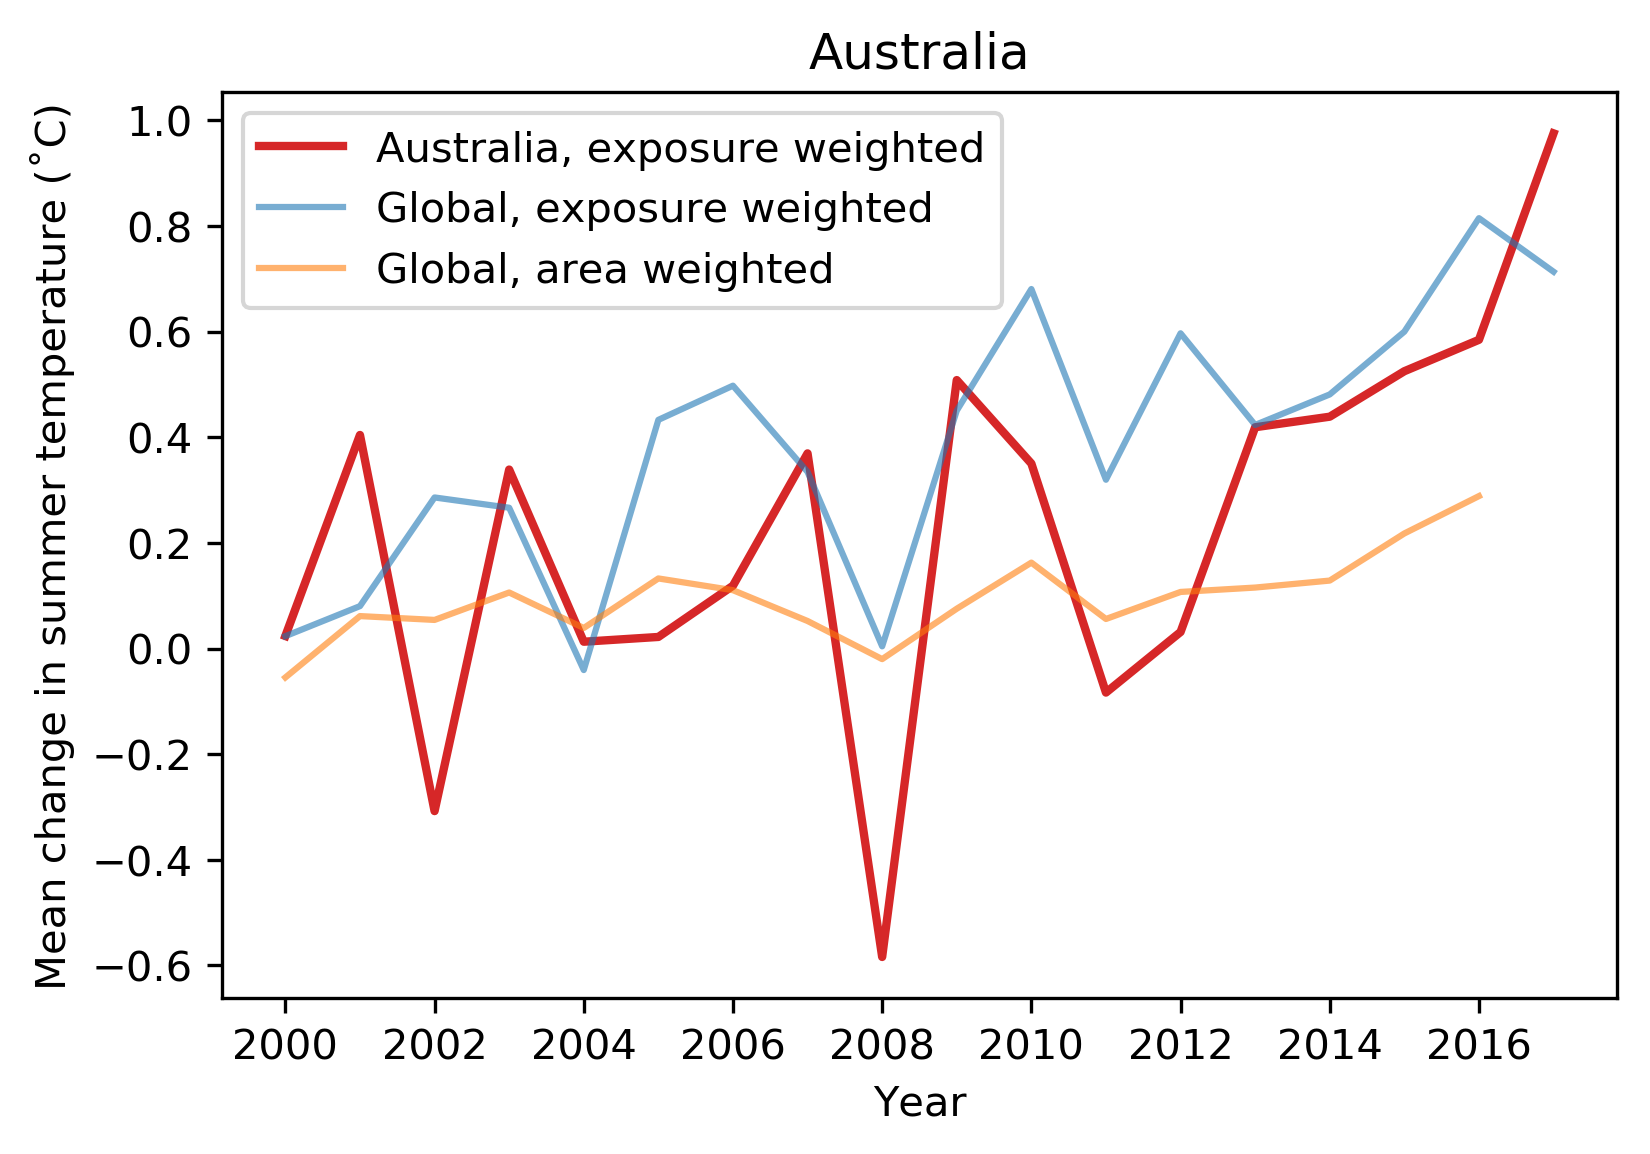 Australia
Australia, exposure weighted
Global, exposure weighted
Global, area weighted
Mean change in summer temperature (˚C)
1.0
0.8
0.6
0.4
0.2
0.0
−0.2
−0.4
−0.6
2000 2002 2004 2006 2008 2010 2012 2014 2016
Year